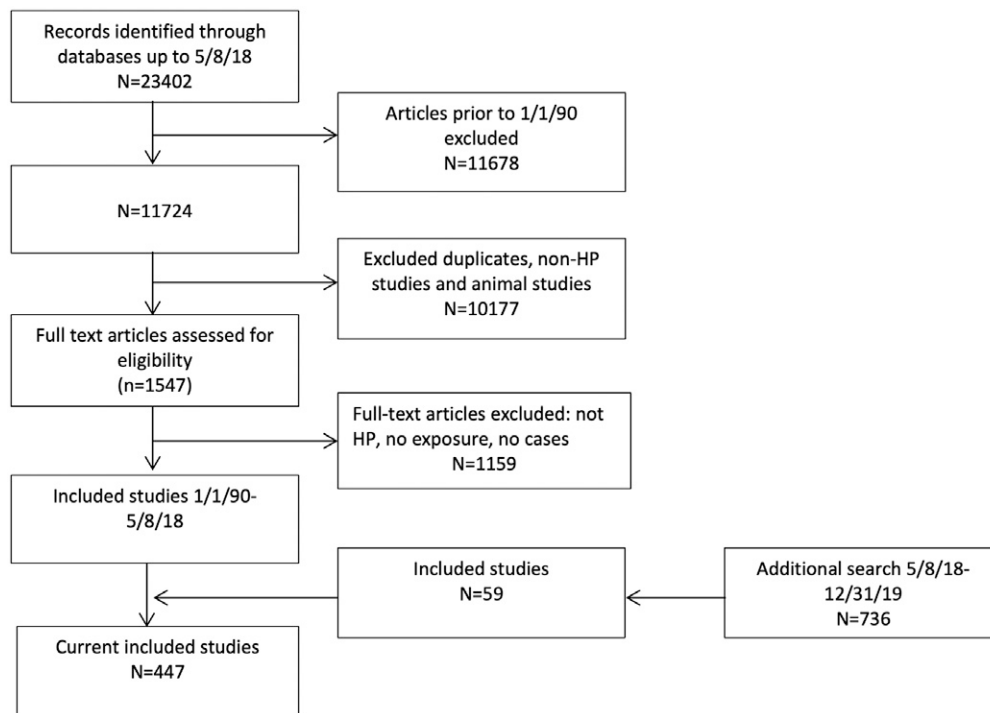 Records identified through
databases up to 5/8/18
N=23402
Articles prior to 1/1/90
excluded
N=11678
N=11724
Excluded duplicates, non-HP
studies and animal studies
N=10177
Full text articles assessed for
eligibility
(n=1547)
Full-text articles excluded: not
HP, no exposure, no cases
N=1159
Included studies 1/1/90-
5/8/18
Included studies
N=59
Additional search 5/8/18-
12/31/19
N=736
Current included studies
N=447